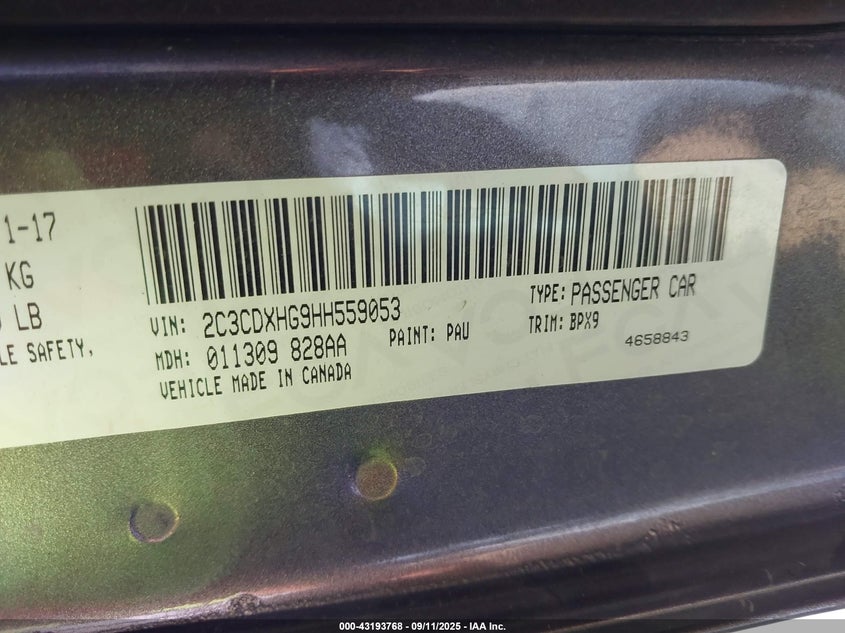 1-17
KG
LB
LE SAFETY,
VIN: 2C3CDXHG9HH559053
TYPE: PASSENGER CAR
MDH: 011309 828AA
PAINT: PAU
TRIM: BPX9
VEHICLE MADE IN CANADA
4658843
000-43193768 - 09/11/2025 - IAA Inc.